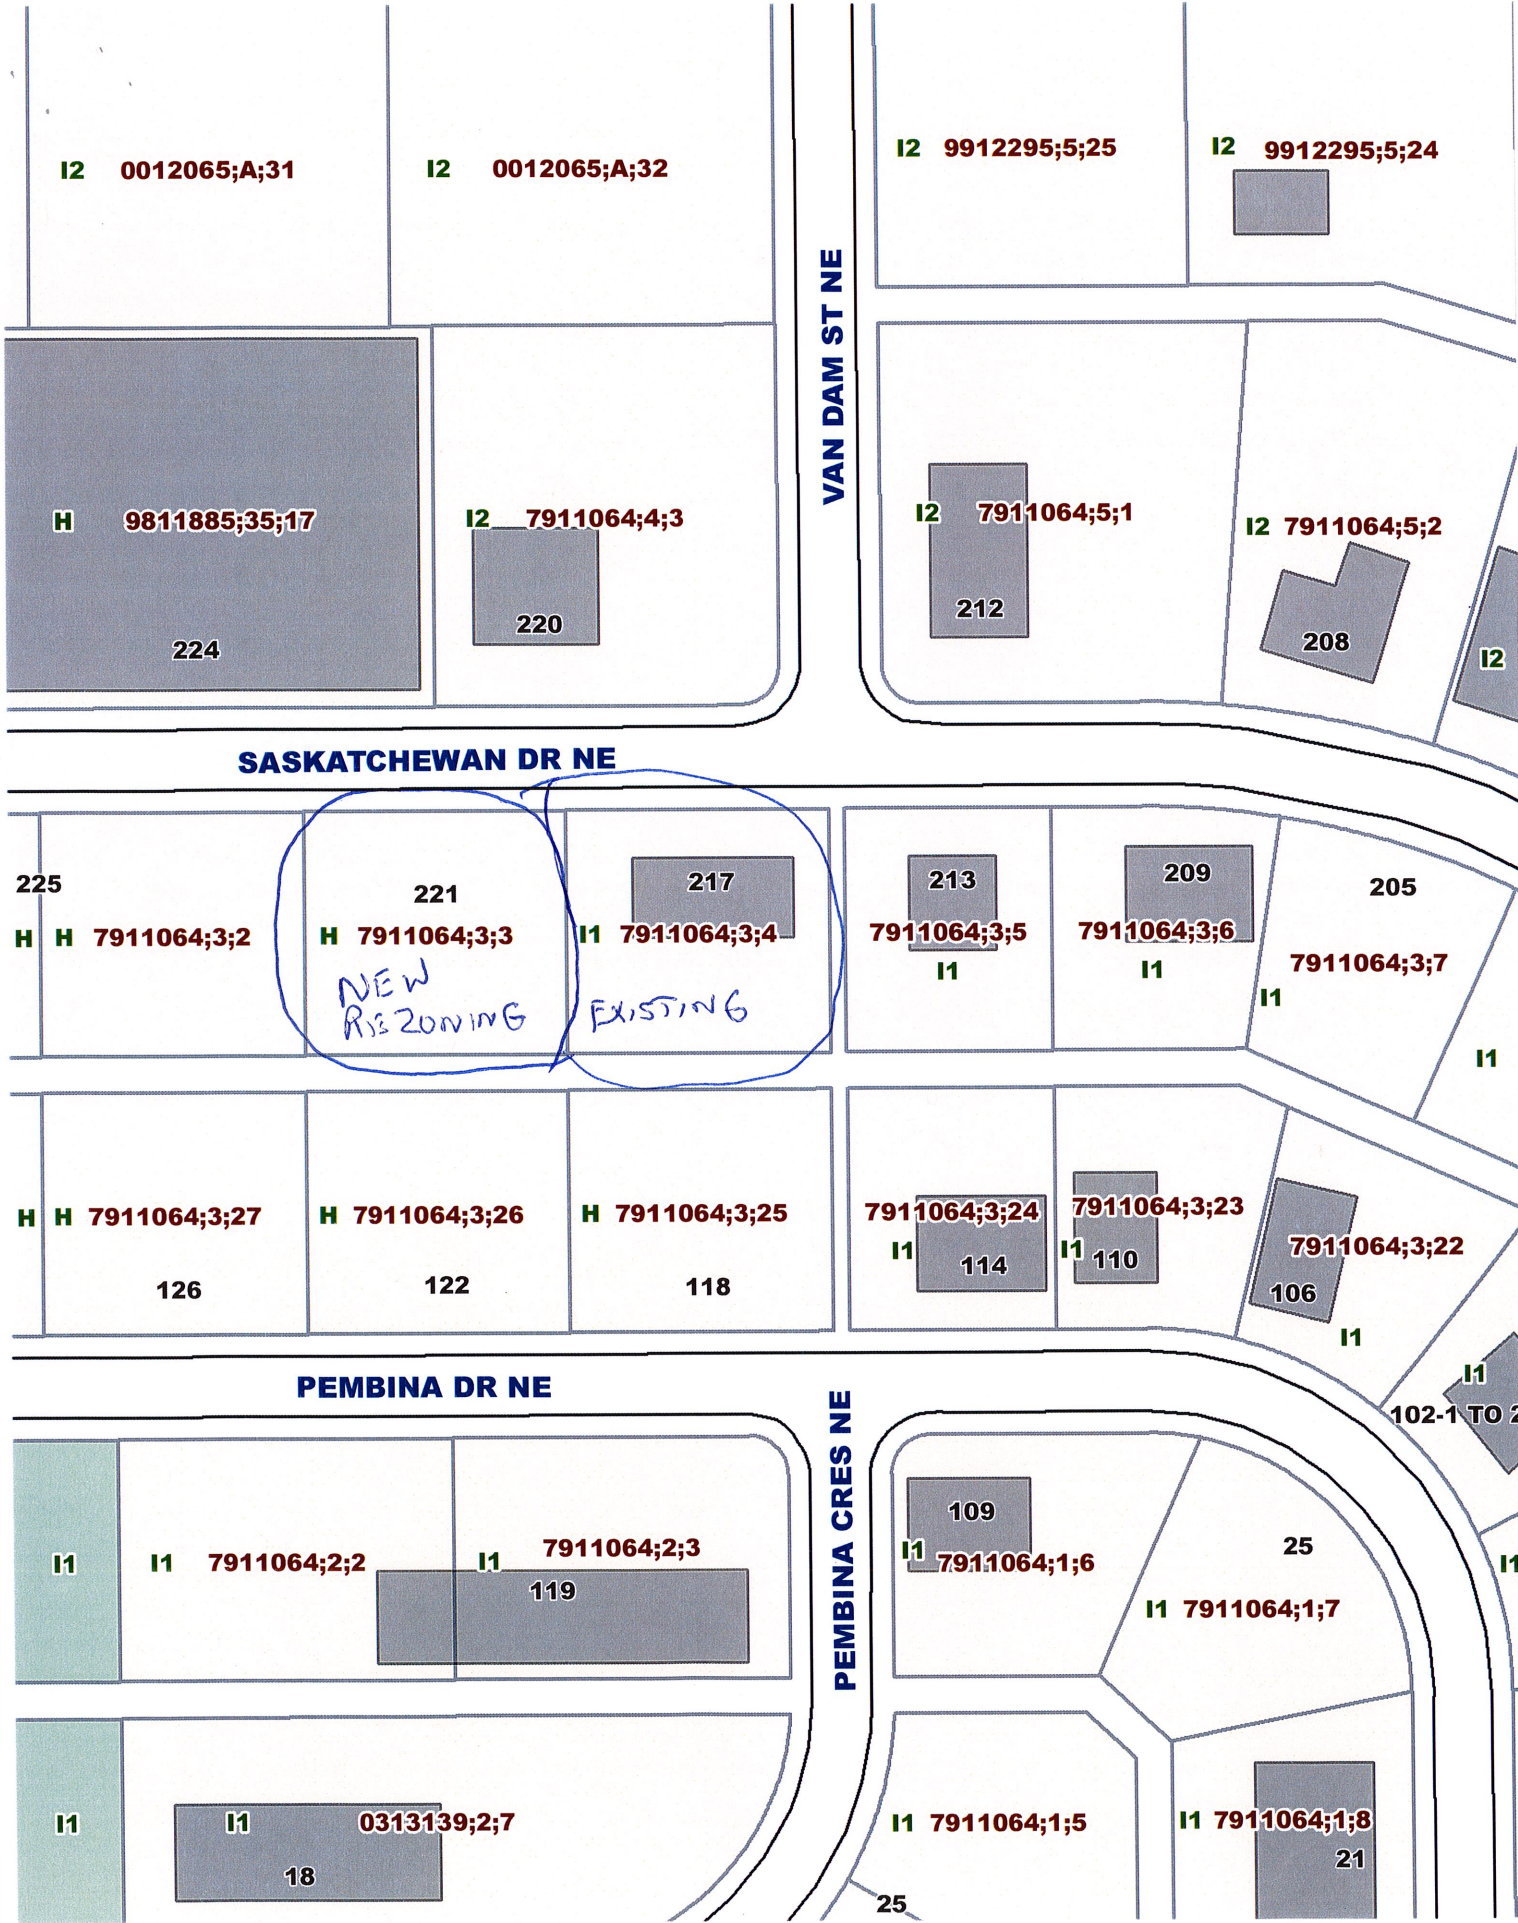 I2 0012065;A;31
I2 0012065;A;32
I2 9912295;5;25
I2 9912295;5;24
VAN DAM ST NE
H 9811885;35;17
224
I2 7911064;4;3
220
I2 7911064;5;1
212
I2 7911064;5;2
208
I2
SASKATCHEWAN DR NE
225
H
H 7911064;3;2
221
H 7911064;3;3
NEW
REZONING
217
I1 7911064;3;4
EXISTING
213
7911064;3;5
I1
209
7911064;3;6
I1
205
7911064;3;7
I1
I1
H
H 7911064;3;27
126
H 7911064;3;26
122
H 7911064;3;25
118
7911064;3;24
I1
114
7911064;3;23
I1
110
7911064;3;22
106
I1
I1
102-1 TO 2
PEMBINA DR NE
PEMBINA CRES NE
I1
I1 7911064;2;2
I1 7911064;2;3
119
109
I1 7911064;1;6
25
I1 7911064;1;7
I1
I1
I1 0313139;2;7
18
I1 7911064;1;5
25
I1 7911064;1;8
21